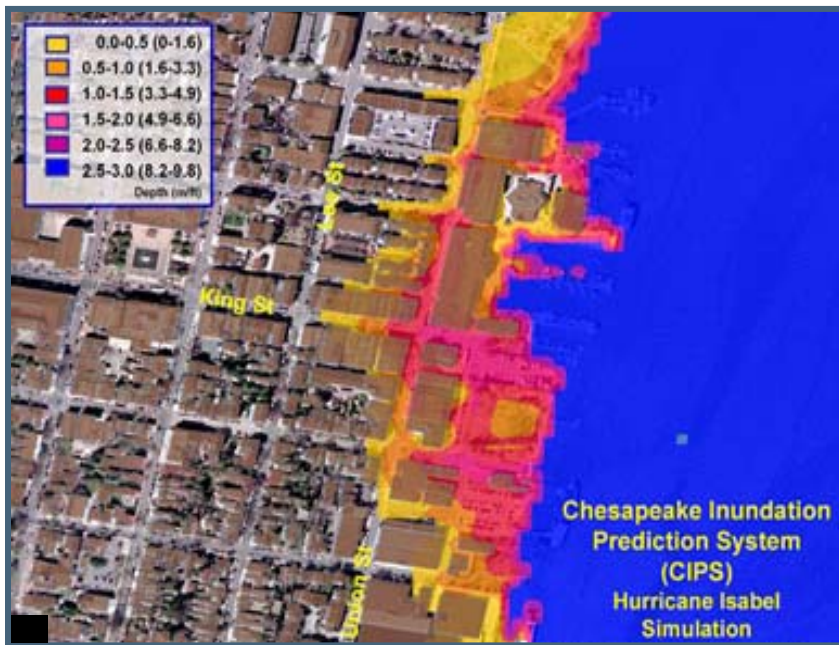 0.0-0.5 (0-1.6)
0.5-1.0 (1.6-3.3)
1.0-1.5 (3.3-4.9)
1.5-2.0 (4.9-6.6)
2.0-2.5 (6.6-8.2)
2.5-3.0 (8.2-9.8)
Depth (m/ft)
Lee St
King St
Union St
Chesapeake Inundation
Prediction System
(CIPS)
Hurricane Isabel
Simulation